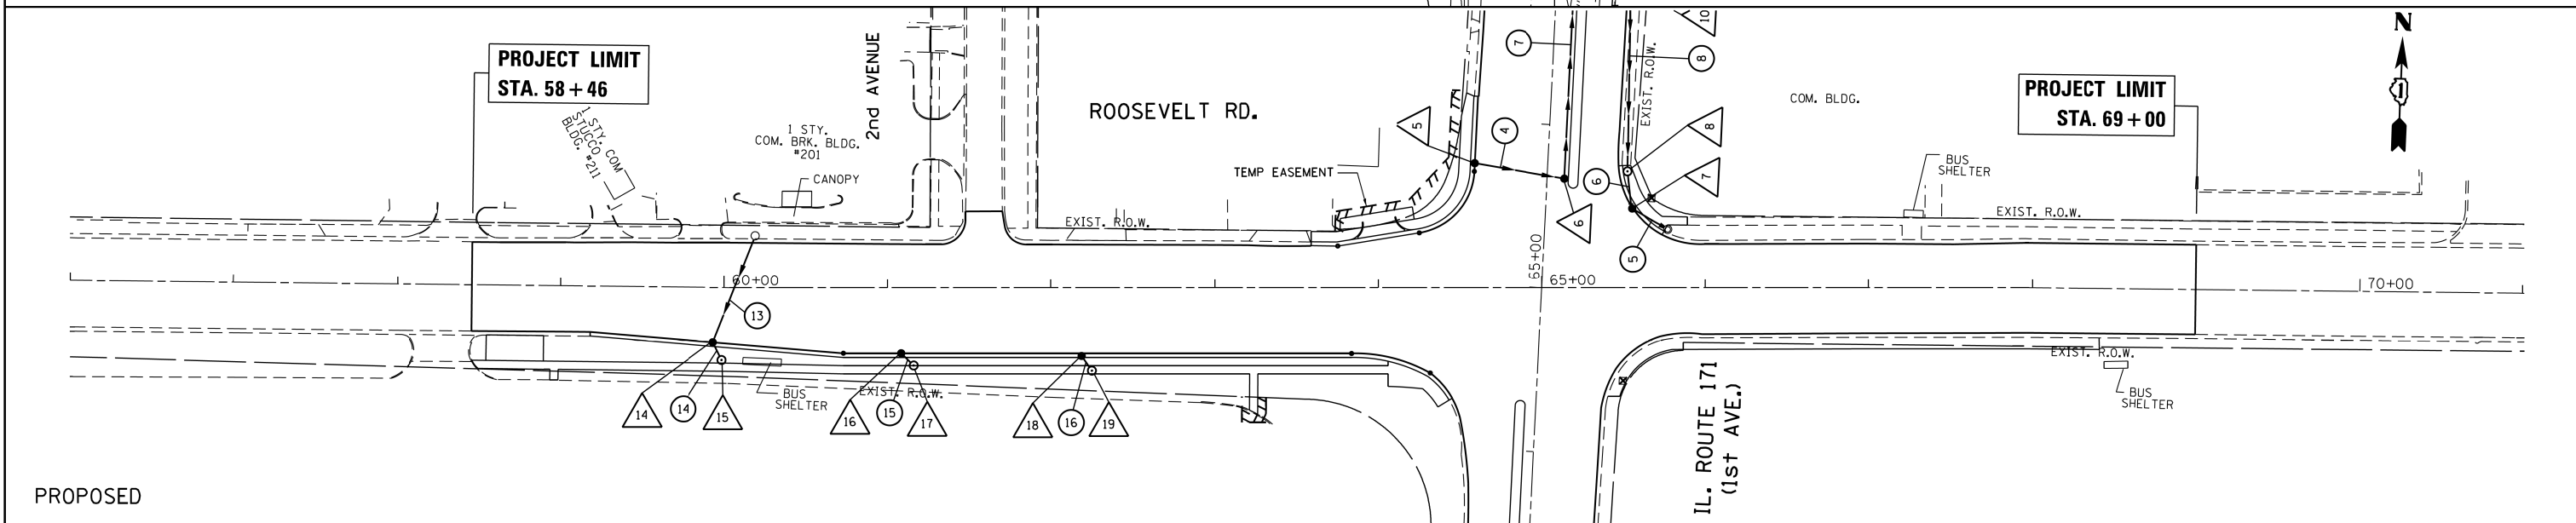 PROJECT LIMIT
STA. 58+46
1 STY. COM
STUCCO
BLDG. #211
1 STY.
COM. BRK. BLDG.
#201
CANOPY
2nd AVENUE
ROOSEVELT RD.
TEMP EASEMENT
EXIST. R.O.W.
5
4
7
6
6
8
10
EXIST. R.O.W.
8
7
5
COM. BLDG.
BUS
SHELTER
EXIST. R.O.W.
PROJECT LIMIT
STA. 69+00
N
1
60+00
65+00
65+00
70+00
13
14
14
15
BUS
SHELTER
EXIST. R.O.W.
16
15
17
18
16
19
IL. ROUTE 171
(1st AVE.)
EXIST. R.O.W.
BUS
SHELTER
PROPOSED